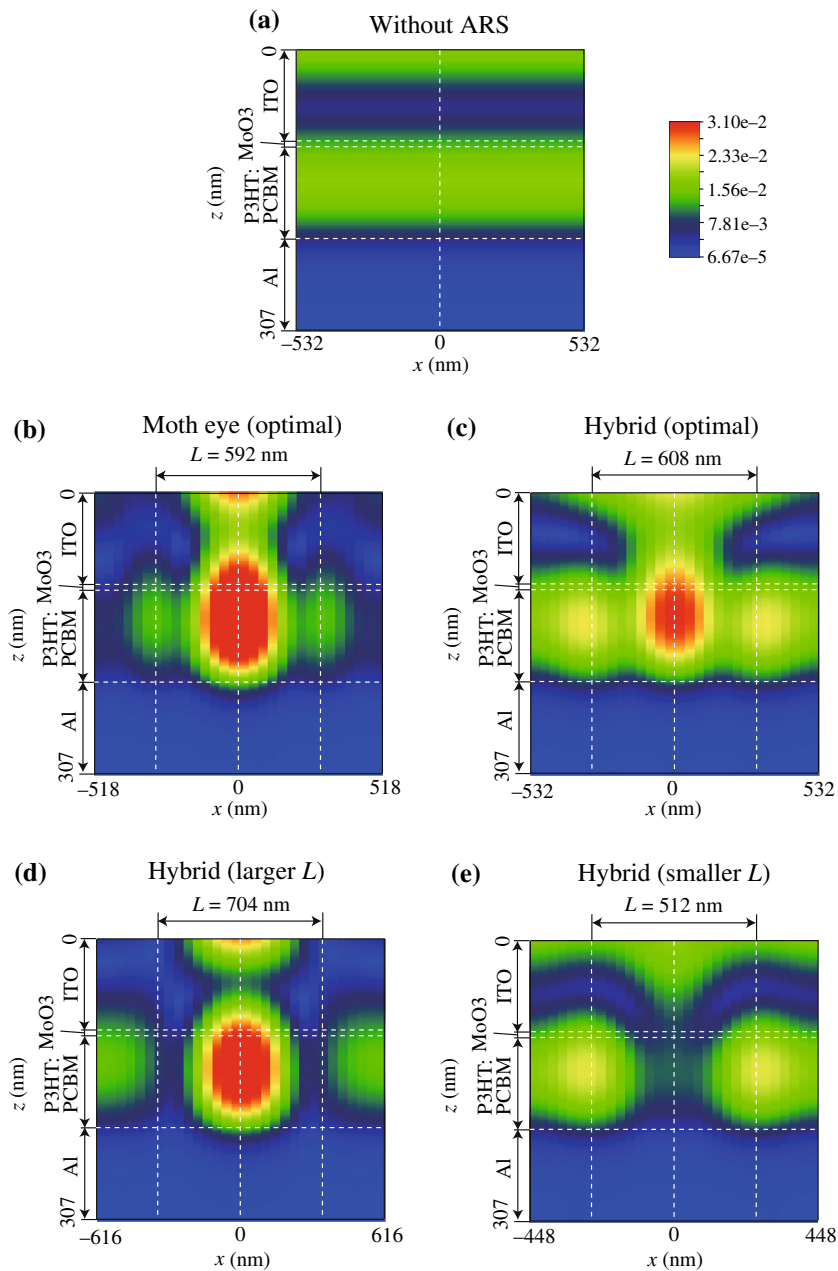 (a)
Without ARS
0
ITO
MoO3
P3HT:
PCBM
z (nm)
Al
307
−532
0
532
x (nm)
3.10e−2
2.33e−2
1.56e−2
7.81e−3
6.67e−5
(b)
Moth eye (optimal)
L = 592 nm
0
ITO
MoO3
P3HT:
PCBM
z (nm)
Al
307
−518
0
518
x (nm)
(c)
Hybrid (optimal)
L = 608 nm
0
ITO
MoO3
P3HT:
PCBM
z (nm)
Al
307
−532
0
532
x (nm)
(d)
Hybrid (larger L)
L = 704 nm
0
ITO
MoO3
P3HT:
PCBM
z (nm)
Al
307
−616
0
616
x (nm)
(e)
Hybrid (smaller L)
L = 512 nm
0
ITO
MoO3
P3HT:
PCBM
z (nm)
Al
307
−448
0
448
x (nm)